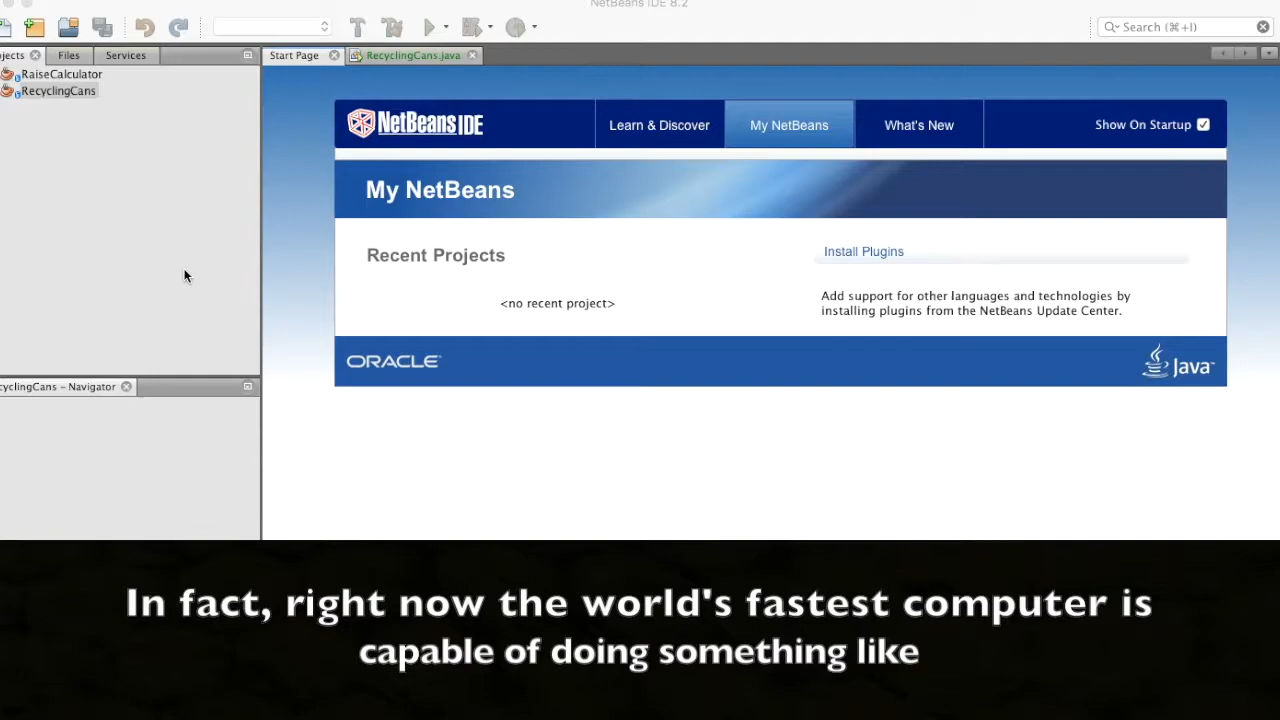 NetBeans IDE 8.2
Search (⌘+I)
jects Files Services Start Page RecyclingCans.java
RaiseCalculator
RecyclingCans
NetBeans IDE Learn & Discover My NetBeans What's New Show On Startup
My NetBeans
Recent Projects
<no recent project>
Install Plugins
Add support for other languages and technologies by
installing plugins from the NetBeans Update Center.
ORACLE Java
cyclingCans – Navigator
In fact, right now the world's fastest computer is
capable of doing something like